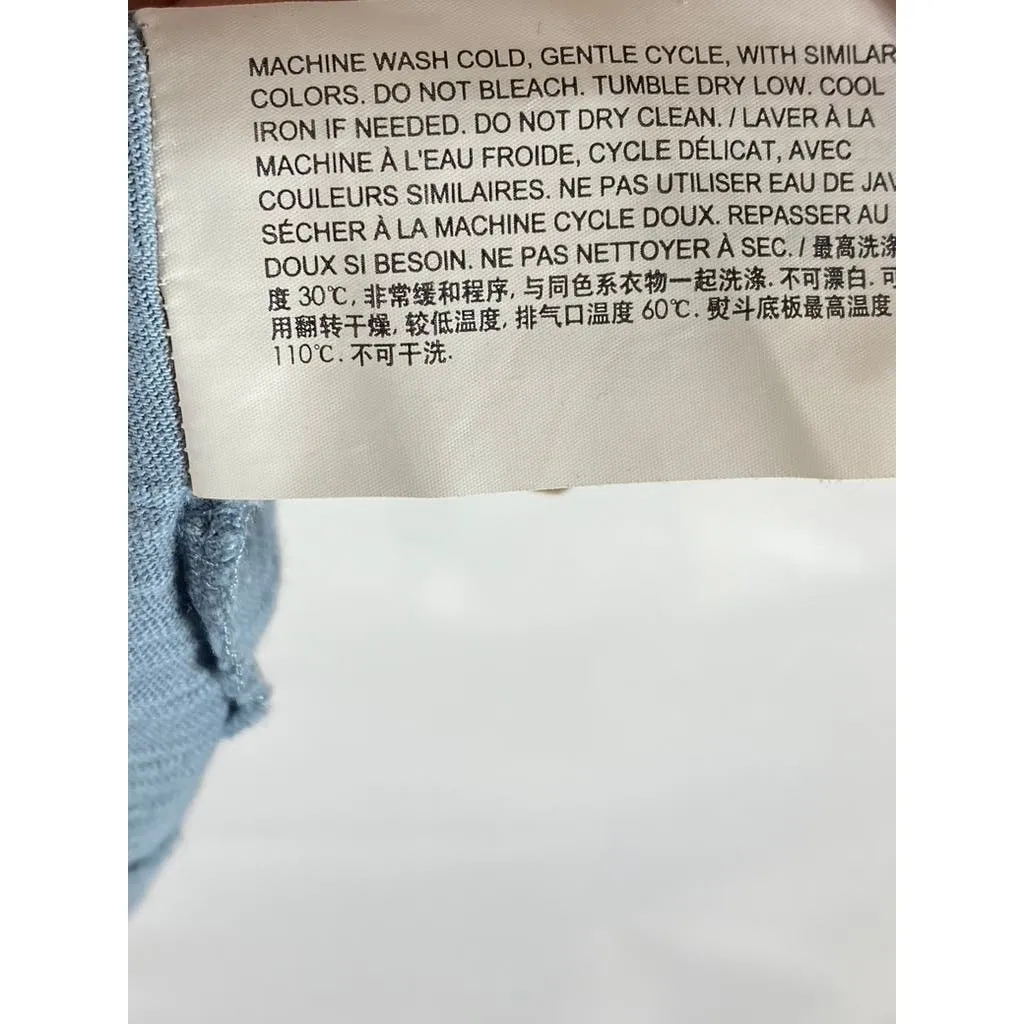 MACHINE WASH COLD, GENTLE CYCLE, WITH SIMILAR
COLORS. DO NOT BLEACH. TUMBLE DRY LOW. COOL
IRON IF NEEDED. DO NOT DRY CLEAN. / LAVER À LA
MACHINE À L'EAU FROIDE, CYCLE DÉLICAT, AVEC
COULEURS SIMILAIRES. NE PAS UTILISER EAU DE
SÉCHER À LA MACHINE CYCLE DOUX. REPASSER AU
DOUX SI BESOIN. NE PAS NETTOYER À SEC. / 最高洗涤
度 30℃, 非常缓和程序, 与同色系衣物一起洗涤. 不可漂白. 可
用翻转干燥, 较低温度, 排气口温度 60℃. 熨斗底板最高温度
110℃. 不可干洗.